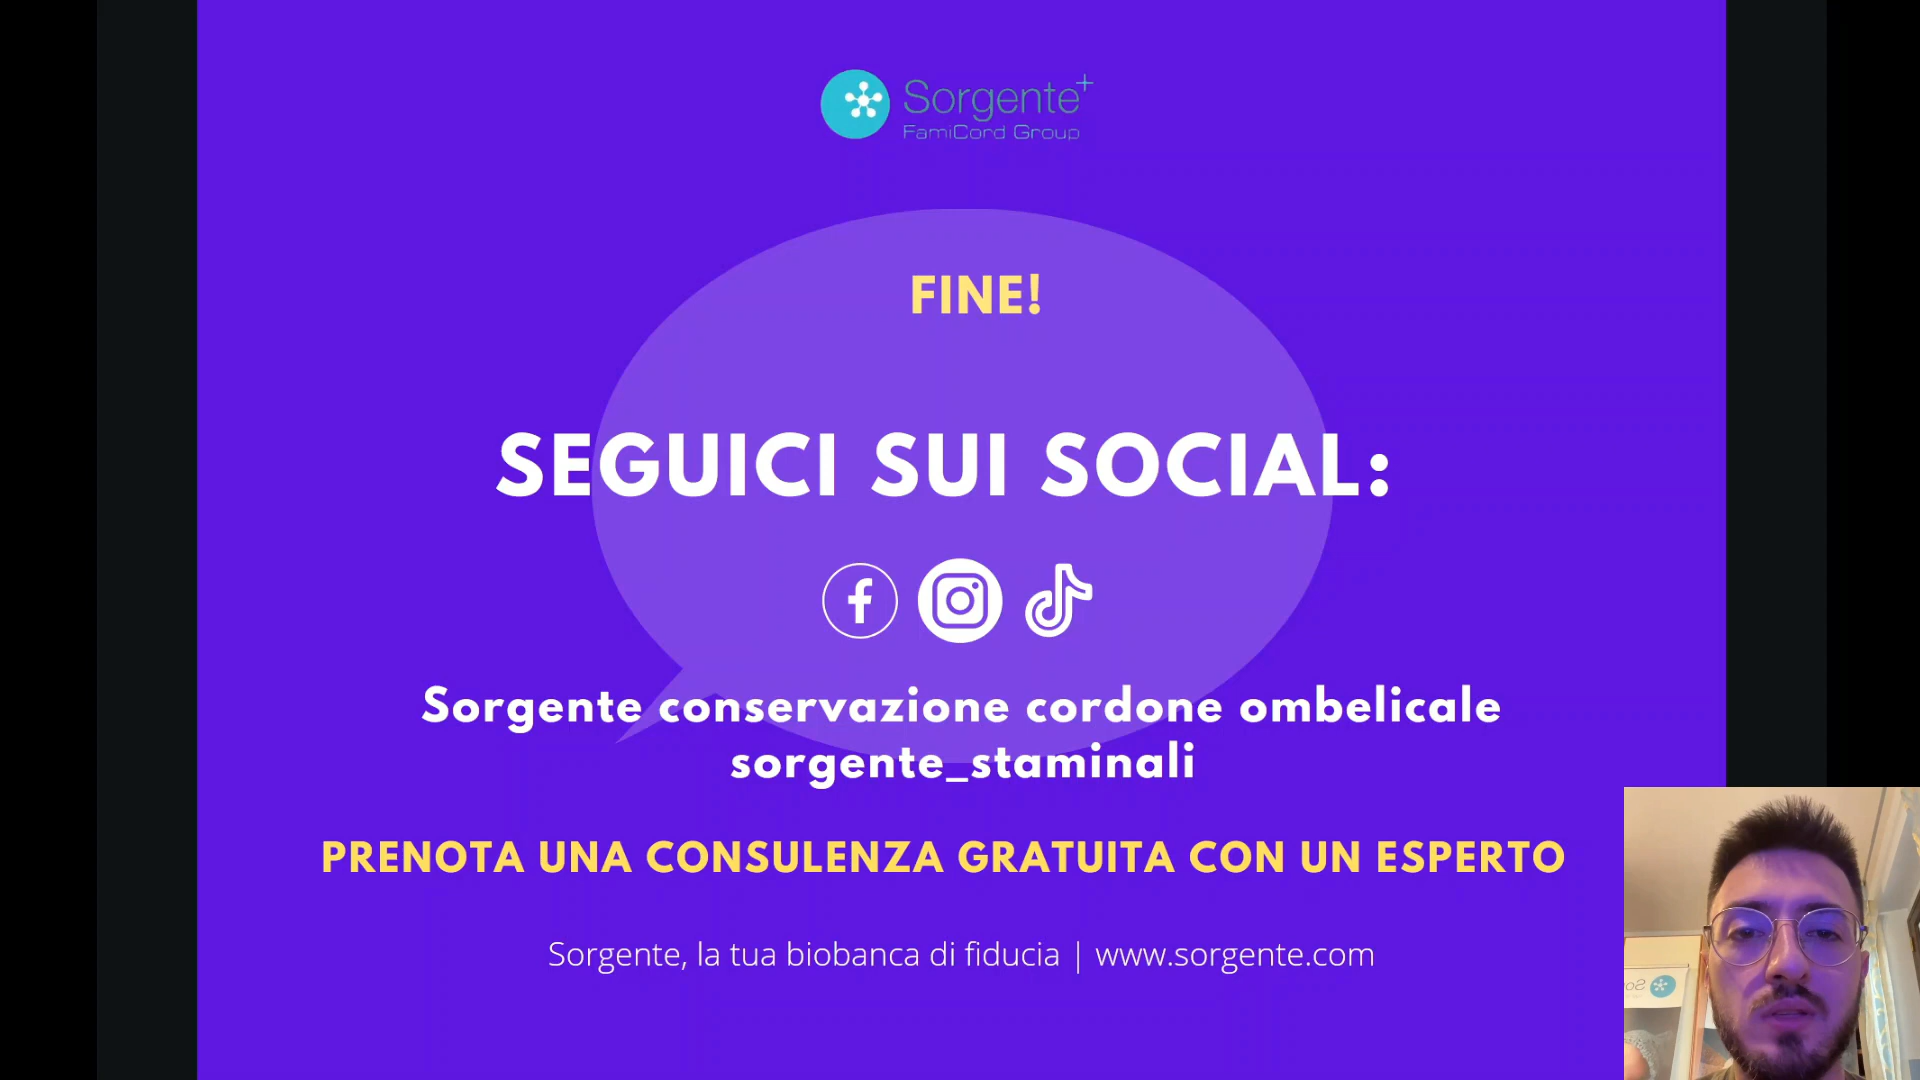 Sorgente+
FamiCord Group
FINE!
SEGUICI SUI SOCIAL:
Sorgente conservazione cordone ombelicale
sorgente_staminali
PRENOTA UNA CONSULENZA GRATUITA CON UN ESPERTO
Sorgente, la tua biobanca di fiducia | www.sorgente.com